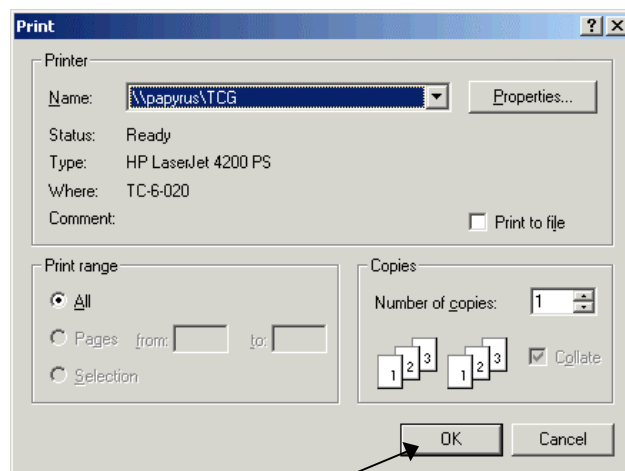 Print
Printer
Name: \\papyrus\TCG Properties...
Status: Ready
Type: HP LaserJet 4200 PS
Where: TC-6-020
Comment: Print to file
Print range
All
Pages from: to:
Selection
Copies
Number of copies: 1
1 2 3 1 2 3 Collate
OK Cancel